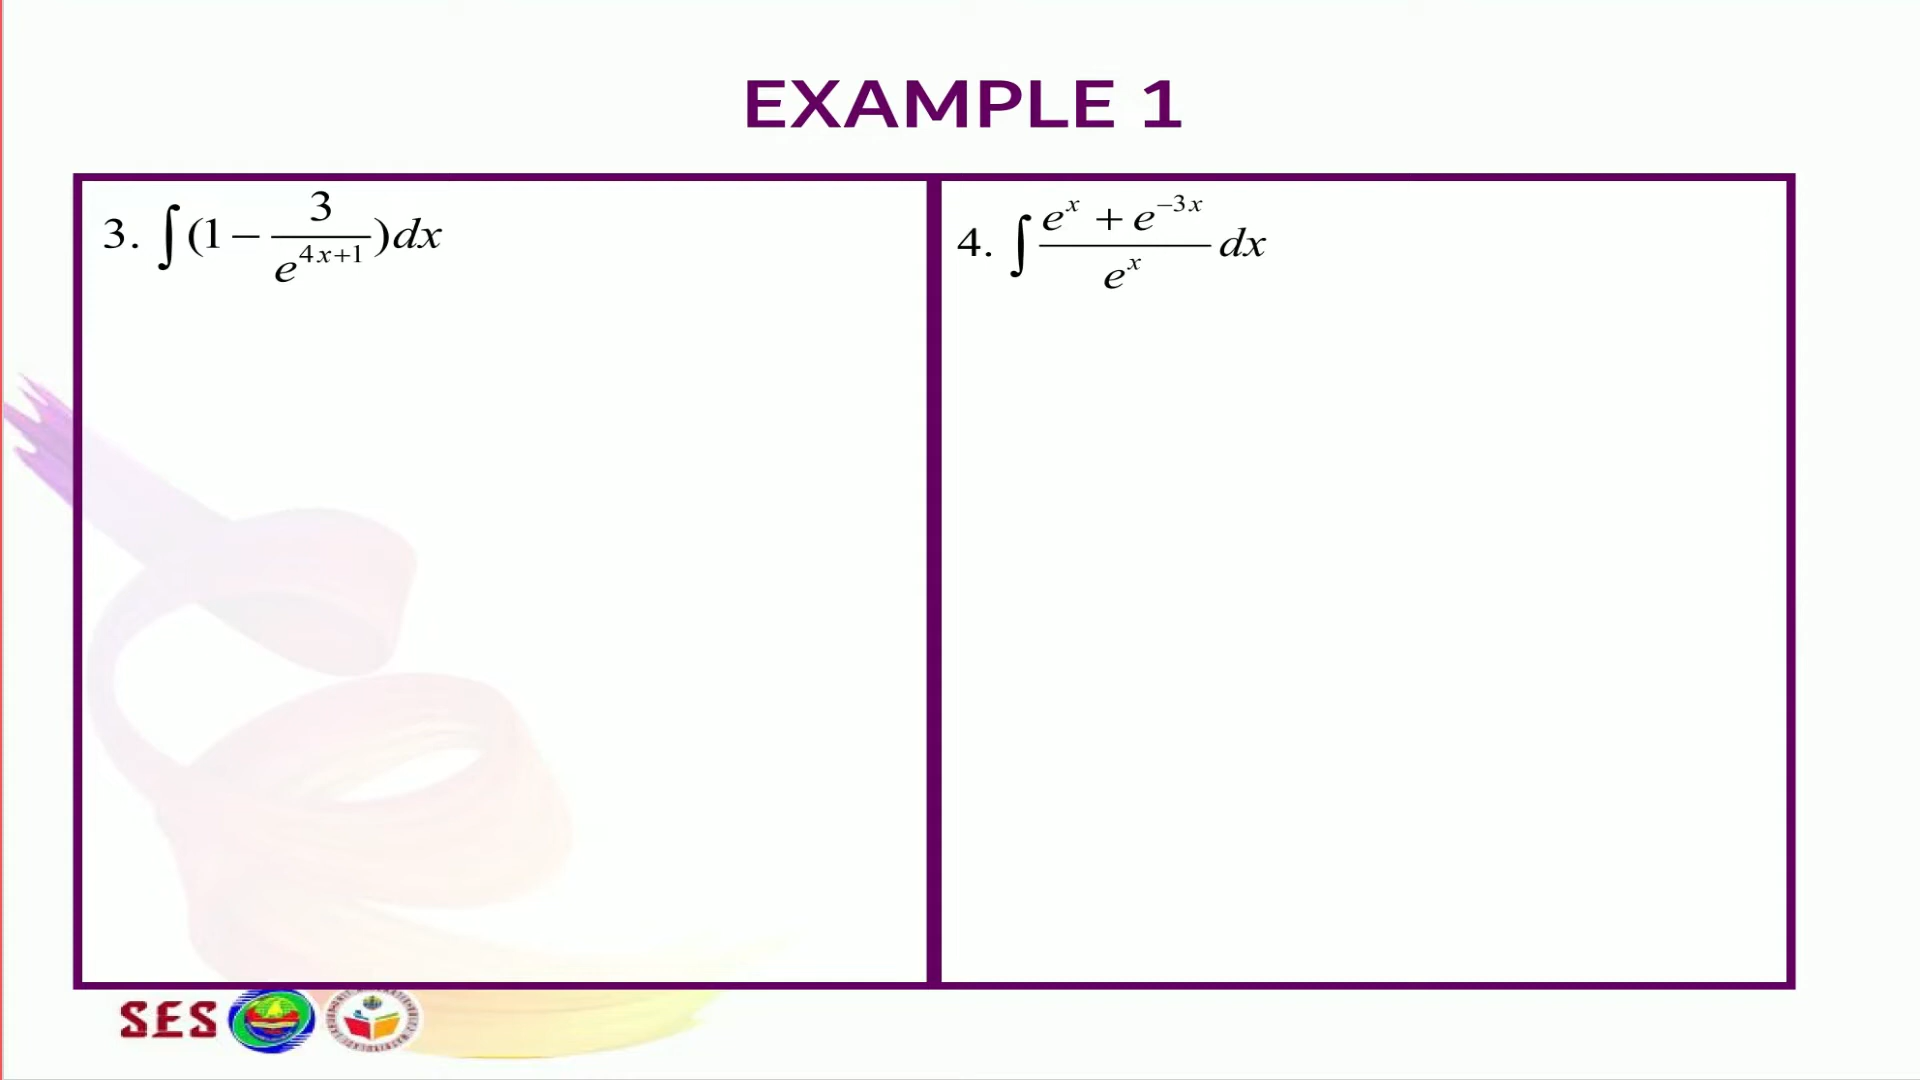 EXAMPLE 1
3. ∫(1 − 3/e^{4x+1})dx
4. ∫ (e^x + e^{−3x})/e^x dx
SES